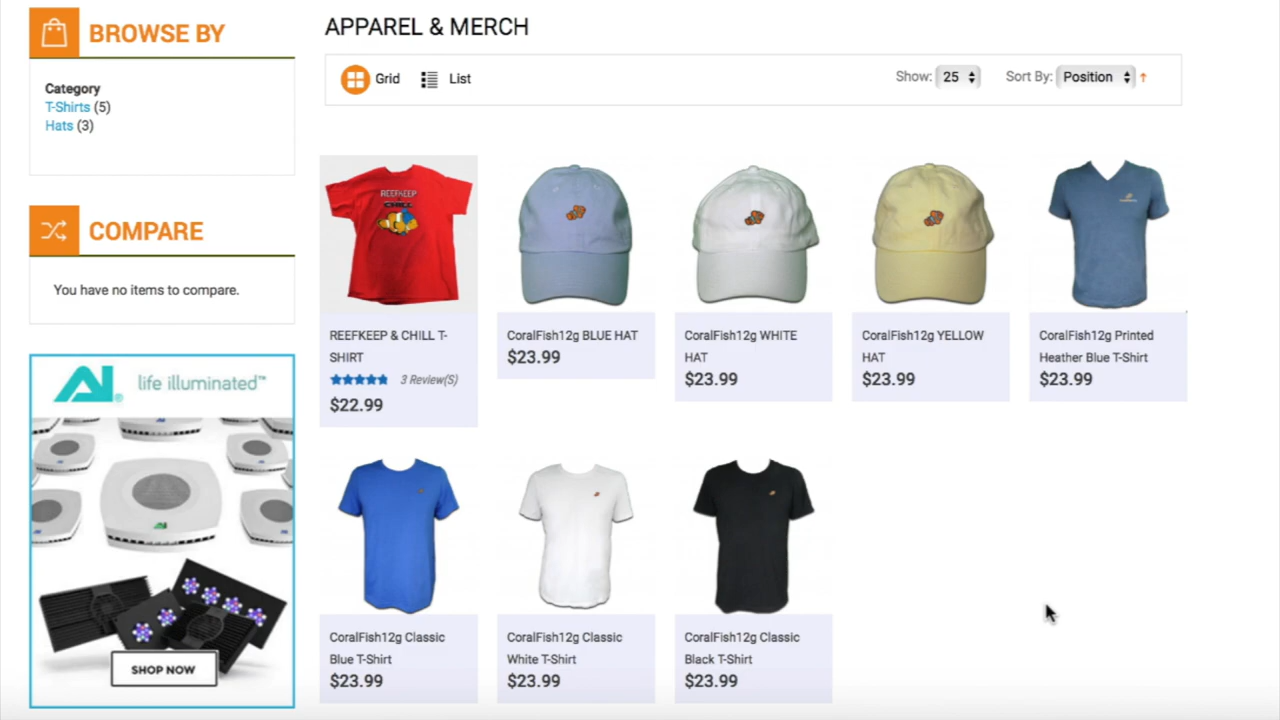 BROWSE BY
Category
T-Shirts (5)
Hats (3)
COMPARE
You have no items to compare.
AI® life illuminated™
SHOP NOW
APPAREL & MERCH
Grid List Show: 25 Sort By: Position
REEFKEEP
CHILL
REEFKEEP & CHILL T-
SHIRT
3 Review(S)
$22.99
CoralFish12g BLUE HAT
$23.99
CoralFish12g WHITE
HAT
$23.99
CoralFish12g YELLOW
HAT
$23.99
CoralFish12g Printed
Heather Blue T-Shirt
$23.99
CoralFish12g Classic
Blue T-Shirt
$23.99
CoralFish12g Classic
White T-Shirt
$23.99
CoralFish12g Classic
Black T-Shirt
$23.99